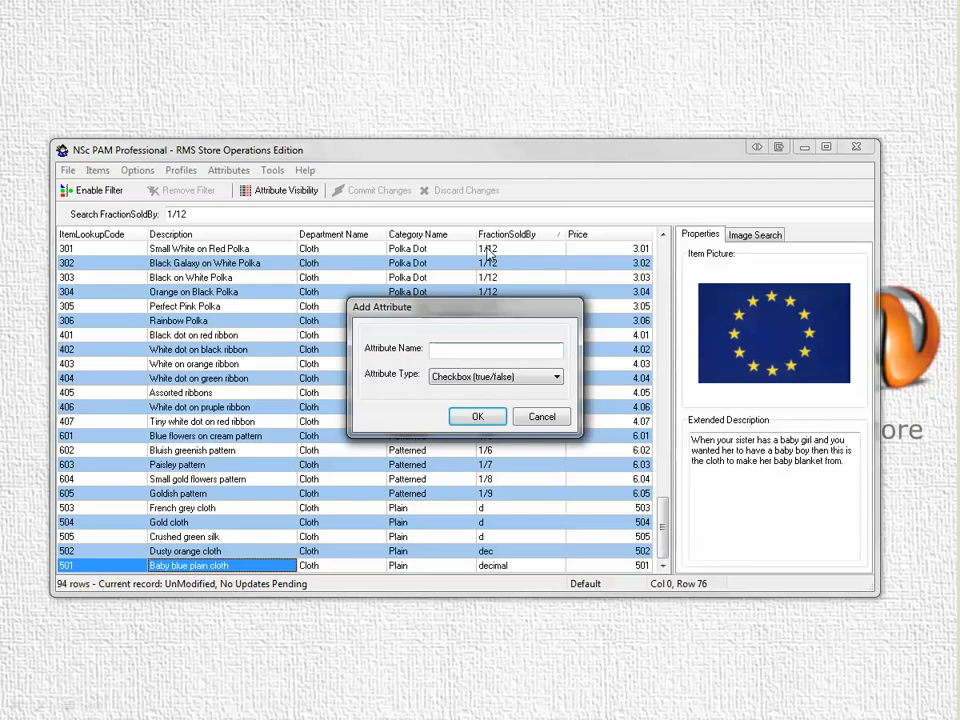 NSc PAM Professional - RMS Store Operations Edition
File Items Options Profiles Attributes Tools Help
Enable Filter Remove Filter Attribute Visibility Commit Changes Discard Changes
Search FractionSoldBy: 1/12
ItemLookupCode Description Department Name Category Name FractionSoldBy / Price
301 Small White on Red Polka Cloth Polka Dot 1/12 3.01
302 Black Galaxy on White Polka Cloth Polka Dot 1/12 3.02
303 Black on White Polka Cloth Polka Dot 1/12 3.03
304 Orange on Black Polka Cloth Polka Dot 1/12 3.04
305 Perfect Pink Polka 3.05
306 Rainbow Polka 3.06
401 Black dot on red ribbon 4.01
402 White dot on black ribbon 4.02
403 White on orange ribbon 4.03
404 White dot on green ribbon 4.04
405 Assorted ribbons 4.05
406 White dot on pruple ribbon 4.06
407 Tiny white dot on red ribbon 4.07
601 Blue flowers on cream pattern 6.01
602 Bluish greenish pattern Cloth Patterned 1/6 6.02
603 Paisley pattern Cloth Patterned 1/7 6.03
604 Small gold flowers pattern Cloth Patterned 1/8 6.04
605 Goldish pattern Cloth Patterned 1/9 6.05
503 French grey cloth Cloth Plain d 503
504 Gold cloth Cloth Plain d 504
505 Crushed green silk Cloth Plain d 505
502 Dusty orange cloth Cloth Plain dec 502
501 Baby blue plain cloth Cloth Plain decimal 501
94 rows - Current record: UnModified, No Updates Pending Default Col 0, Row 76
Add Attribute
Attribute Name:
Attribute Type: Checkbox (true/false)
OK Cancel
Properties Image Search
Item Picture:
Extended Description
When your sister has a baby girl and you
wanted her to have a baby boy then this is
the cloth to make her baby blanket from.
ore